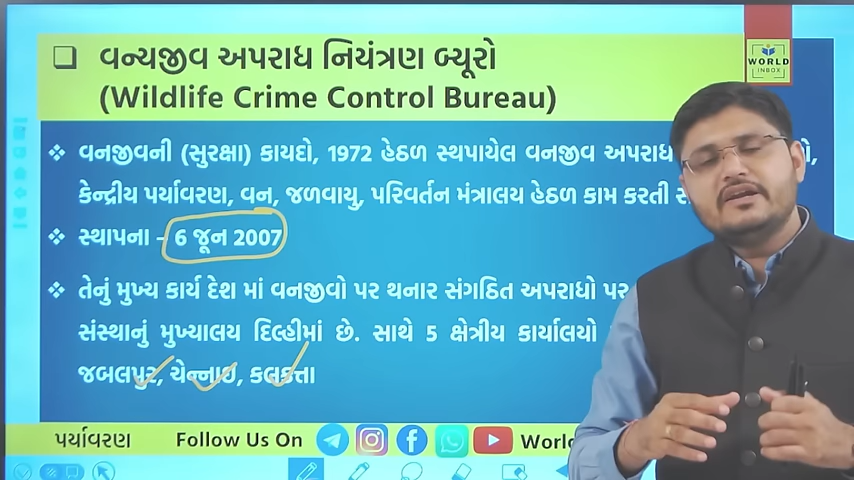 વન્યજીવ અપરાધ નિયંત્રણ બ્યૂરો
(Wildlife Crime Control Bureau)
WORLD
INBOX
વનજીવની (સુરક્ષા) કાયદો, 1972 હેઠળ સ્થપાયેલ વનજીવ અપરાધ
કેન્દ્રીય પર્યાવરણ, વન, જળવાયુ, પરિવર્તન મંત્રાલય હેઠળ કામ કરતી
સ્થાપના – 6 જૂન 2007
તેનું મુખ્ય કાર્ય દેશ માં વનજીવો પર થનાર સંગઠિત અપરાધો પર
સંસ્થાનું મુખ્યાલય દિલ્હીમાં છે. સાથે 5 ક્ષેત્રીય કાર્યાલયો
જબલપુર, ચેન્નાઇ, કલકત્તા
પર્યાવરણ Follow Us On